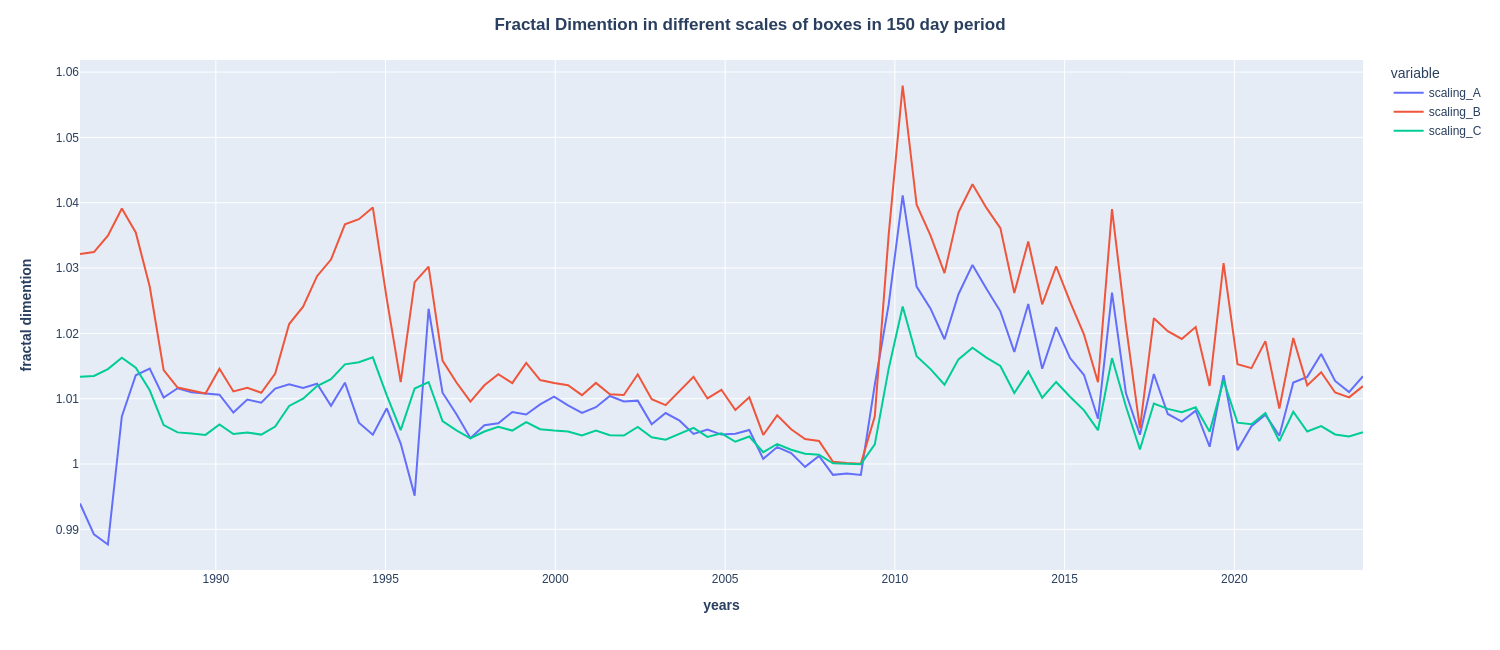 Fractal Dimention in different scales of boxes in 150 day period
variable
scaling_A
scaling_B
scaling_C
fractal dimention
1.06
1.05
1.04
1.03
1.02
1.01
1
0.99
1990
1995
2000
2005
2010
2015
2020
years